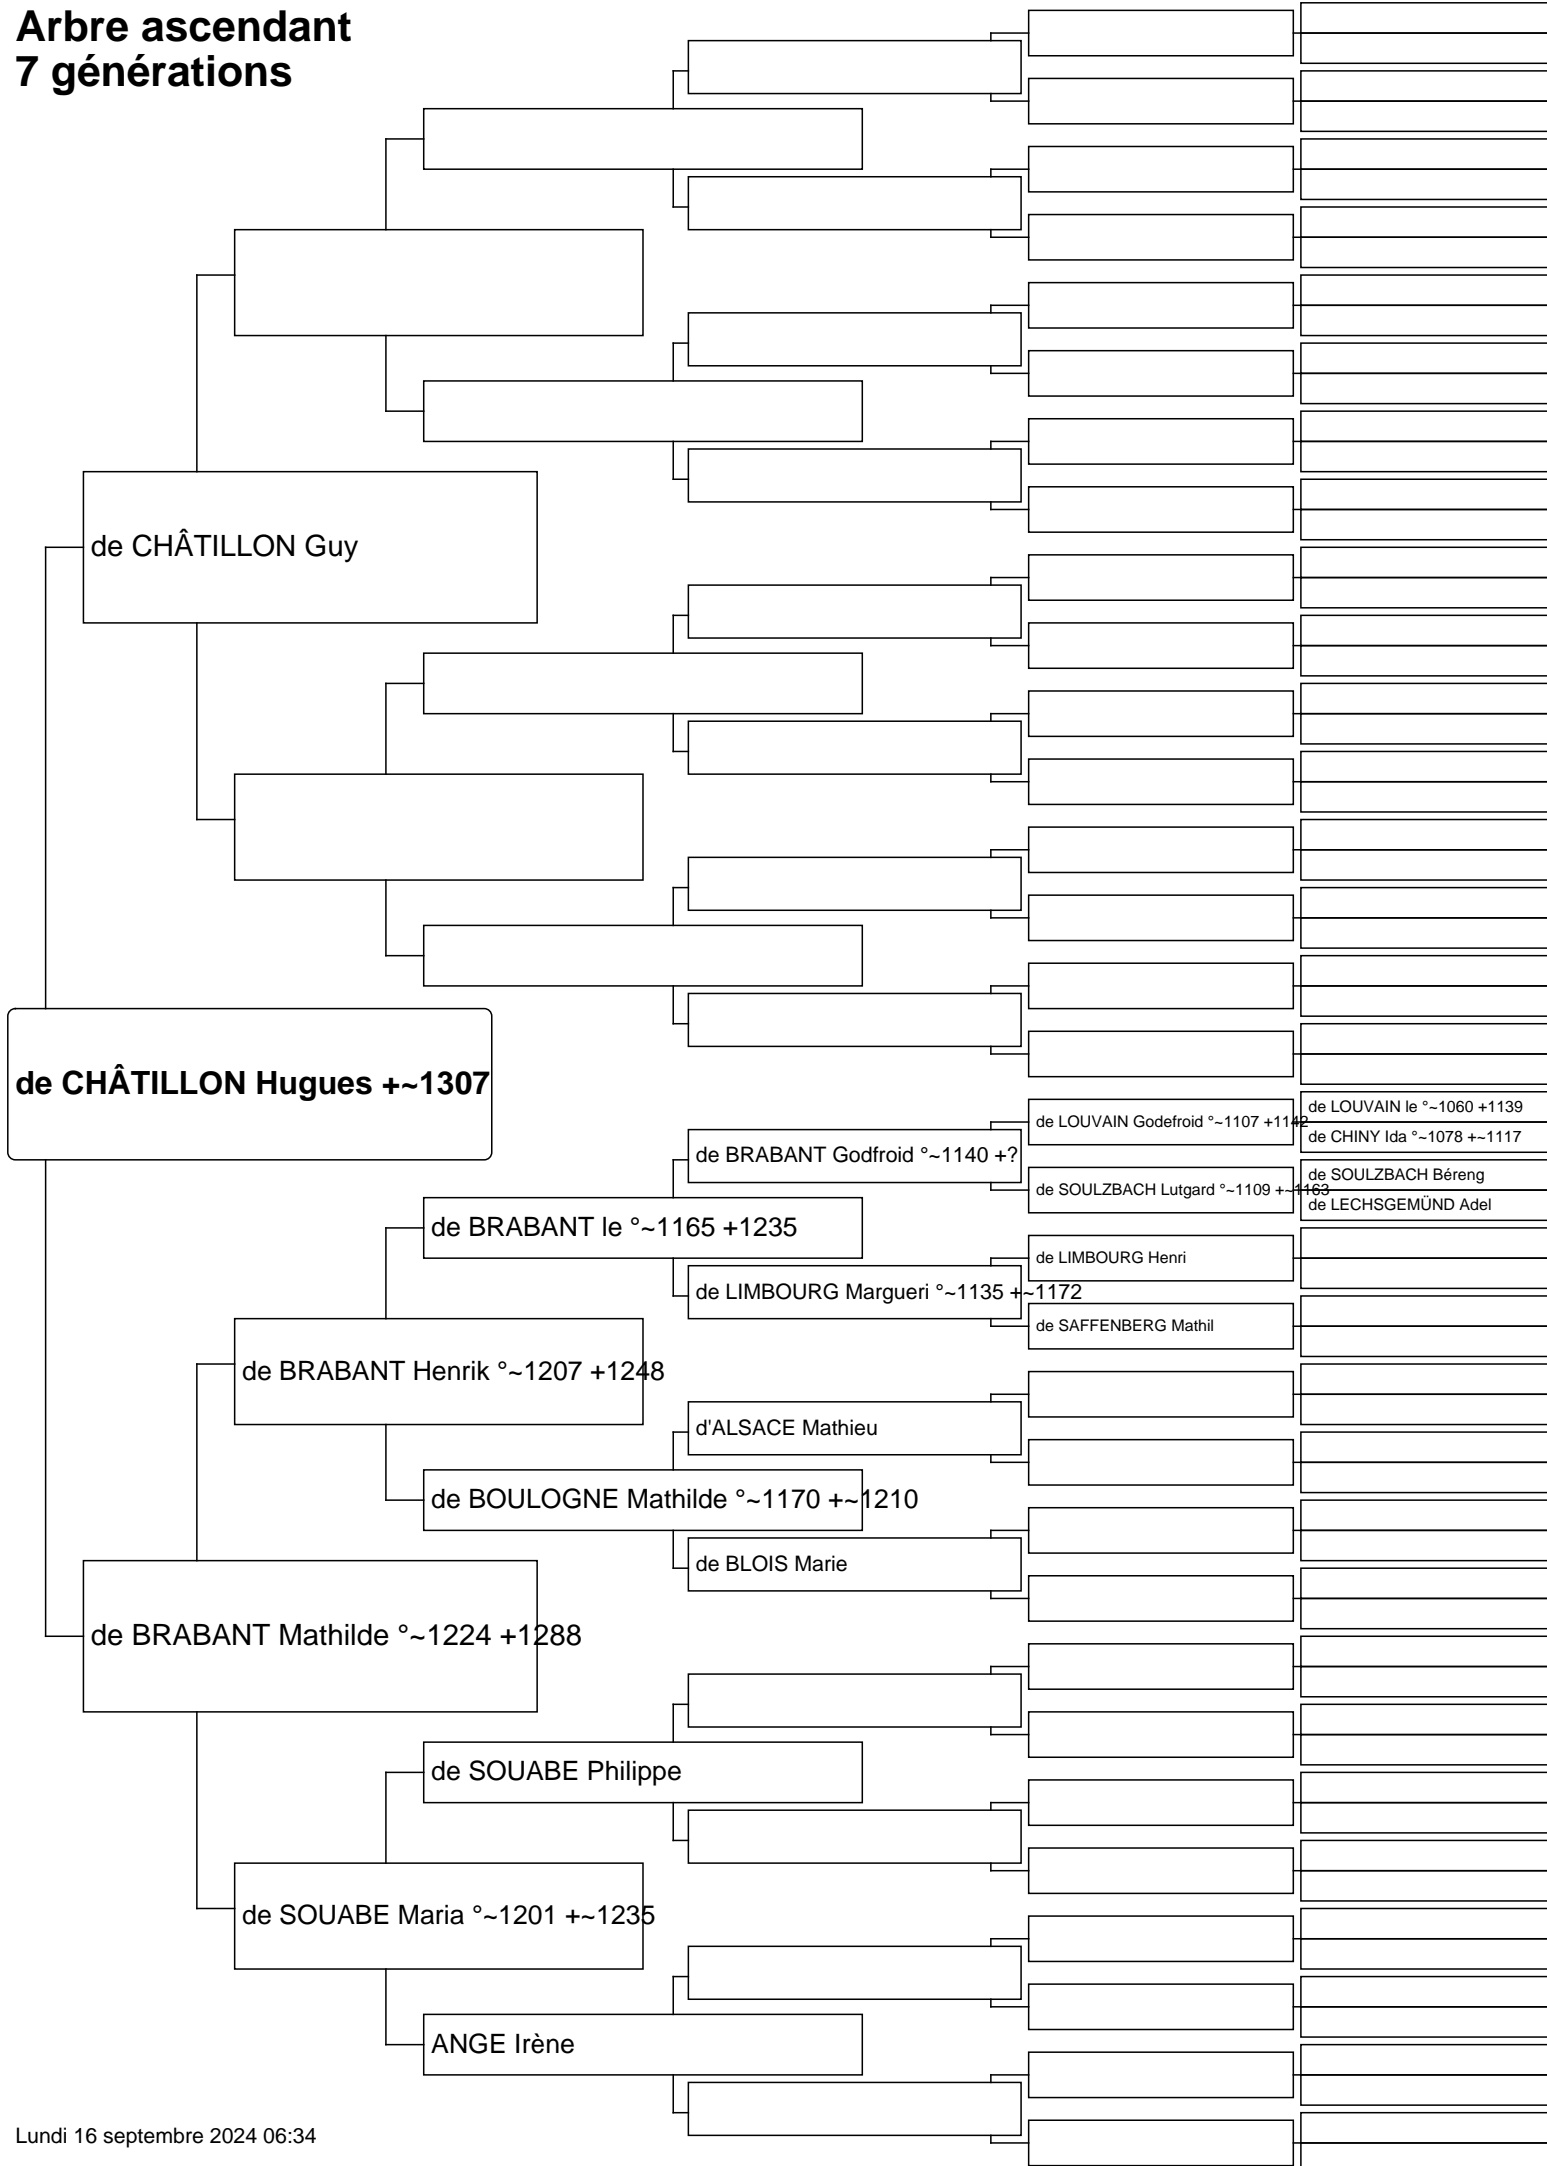 Arbre ascendant
7 générations
de CHÂTILLON Guy
de CHÂTILLON Hugues +~1307
de LOUVAIN Godefroid °~1107 +1142
de LOUVAIN le °~1060 +1139
de CHINY Ida °~1078 +~1117
de BRABANT Godfroid °~1140 +?
de SOULZBACH Lutgard °~1109 +~1163
de SOULZBACH Béreng
de LECHSGEMÜND Adel
de BRABANT le °~1165 +1235
de LIMBOURG Henri
de LIMBOURG Margueri °~1135 +~1172
de SAFFENBERG Mathil
de BRABANT Henrik °~1207 +1248
d'ALSACE Mathieu
de BOULOGNE Mathilde °~1170 +~1210
de BLOIS Marie
de BRABANT Mathilde °~1224 +1288
de SOUABE Philippe
de SOUABE Maria °~1201 +~1235
ANGE Irène
Lundi 16 septembre 2024 06:34